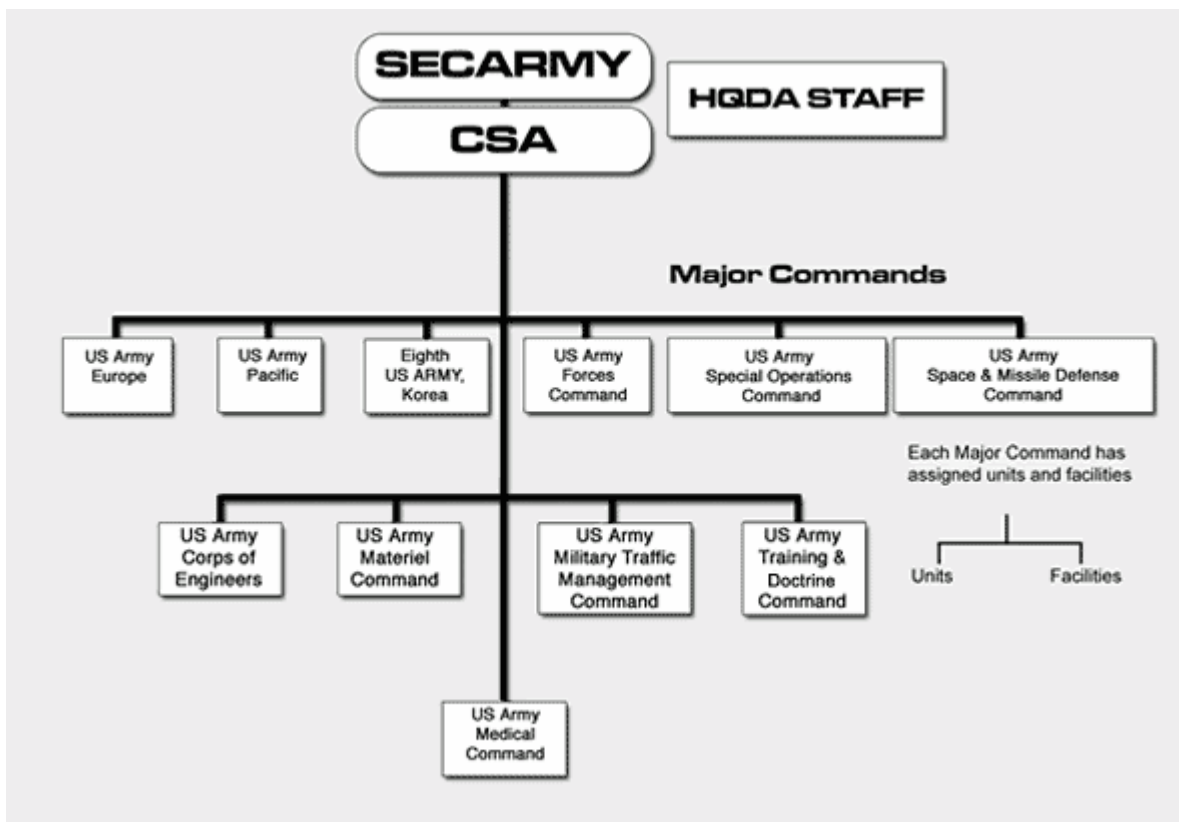 SECARMY
HQDA STAFF
CSA
Major Commands
US Army
Europe
US Army
Pacific
Eighth
US ARMY,
Korea
US Army
Forces
Command
US Army
Special Operations
Command
US Army
Space & Missile Defense
Command
Each Major Command has
assigned units and facilities
Units
Facilities
US Army
Corps of
Engineers
US Army
Materiel
Command
US Army
Military Traffic
Management
Command
US Army
Training &
Doctrine
Command
US Army
Medical
Command